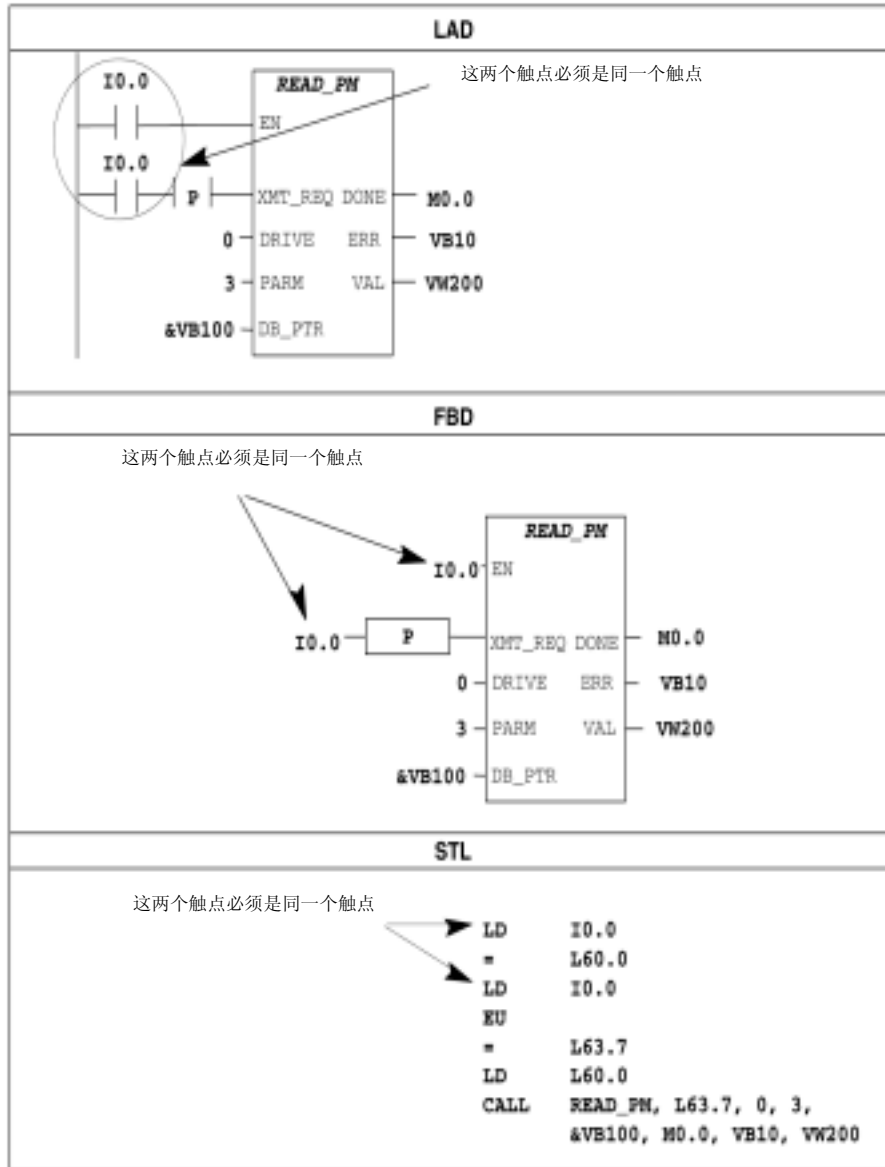 LAD
这两个触点必须是同一个触点
I0.0
READ_PM
EN
I0.0
P
XMT_REQ DONE M0.0
0 DRIVE ERR VB10
3 PARM VAL VW200
&VB100 DB_PTR
FBD
这两个触点必须是同一个触点
READ_PM
I0.0 EN
I0.0 P XMT_REQ DONE M0.0
0 DRIVE ERR VB10
3 PARM VAL VW200
&VB100 DB_PTR
STL
这两个触点必须是同一个触点
LD I0.0
= L60.0
LD I0.0
EU
= L63.7
LD L60.0
CALL READ_PM, L63.7, 0, 3,
&VB100, M0.0, VB10, VW200